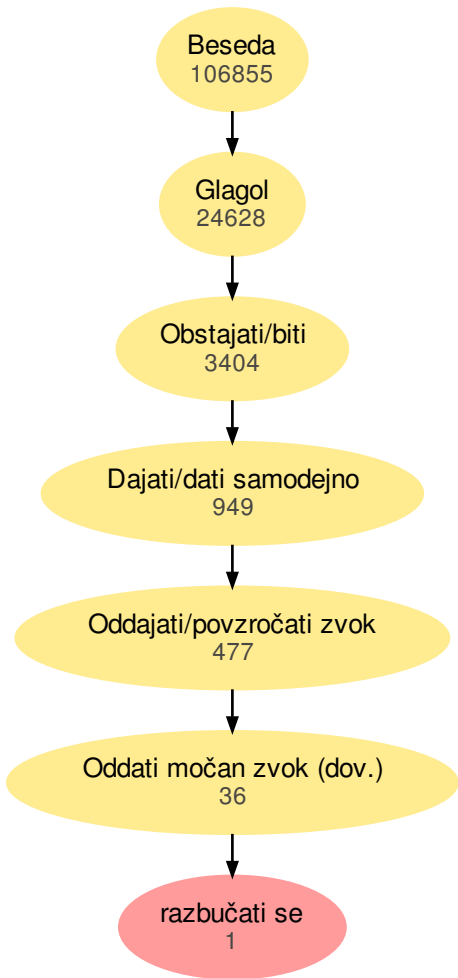 Beseda
106855
Glagol
24628
Obstajati/biti
3404
Dajati/dati samodejno
949
Oddajati/povzročati zvok
477
Oddati močan zvok (dov.)
36
razbučati se
1